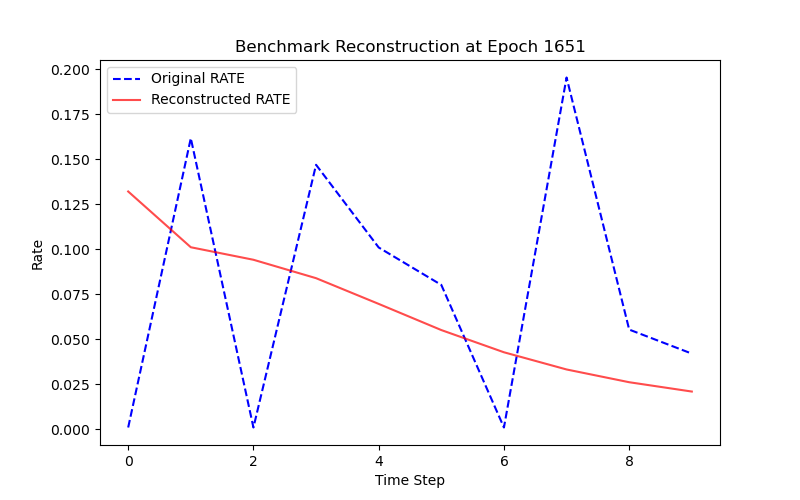 Benchmark Reconstruction at Epoch 1651
Original RATE
Reconstructed RATE
0.200
0.175
0.150
0.125
0.100
0.075
0.050
0.025
0.000
Rate
0 2 4 6 8
Time Step